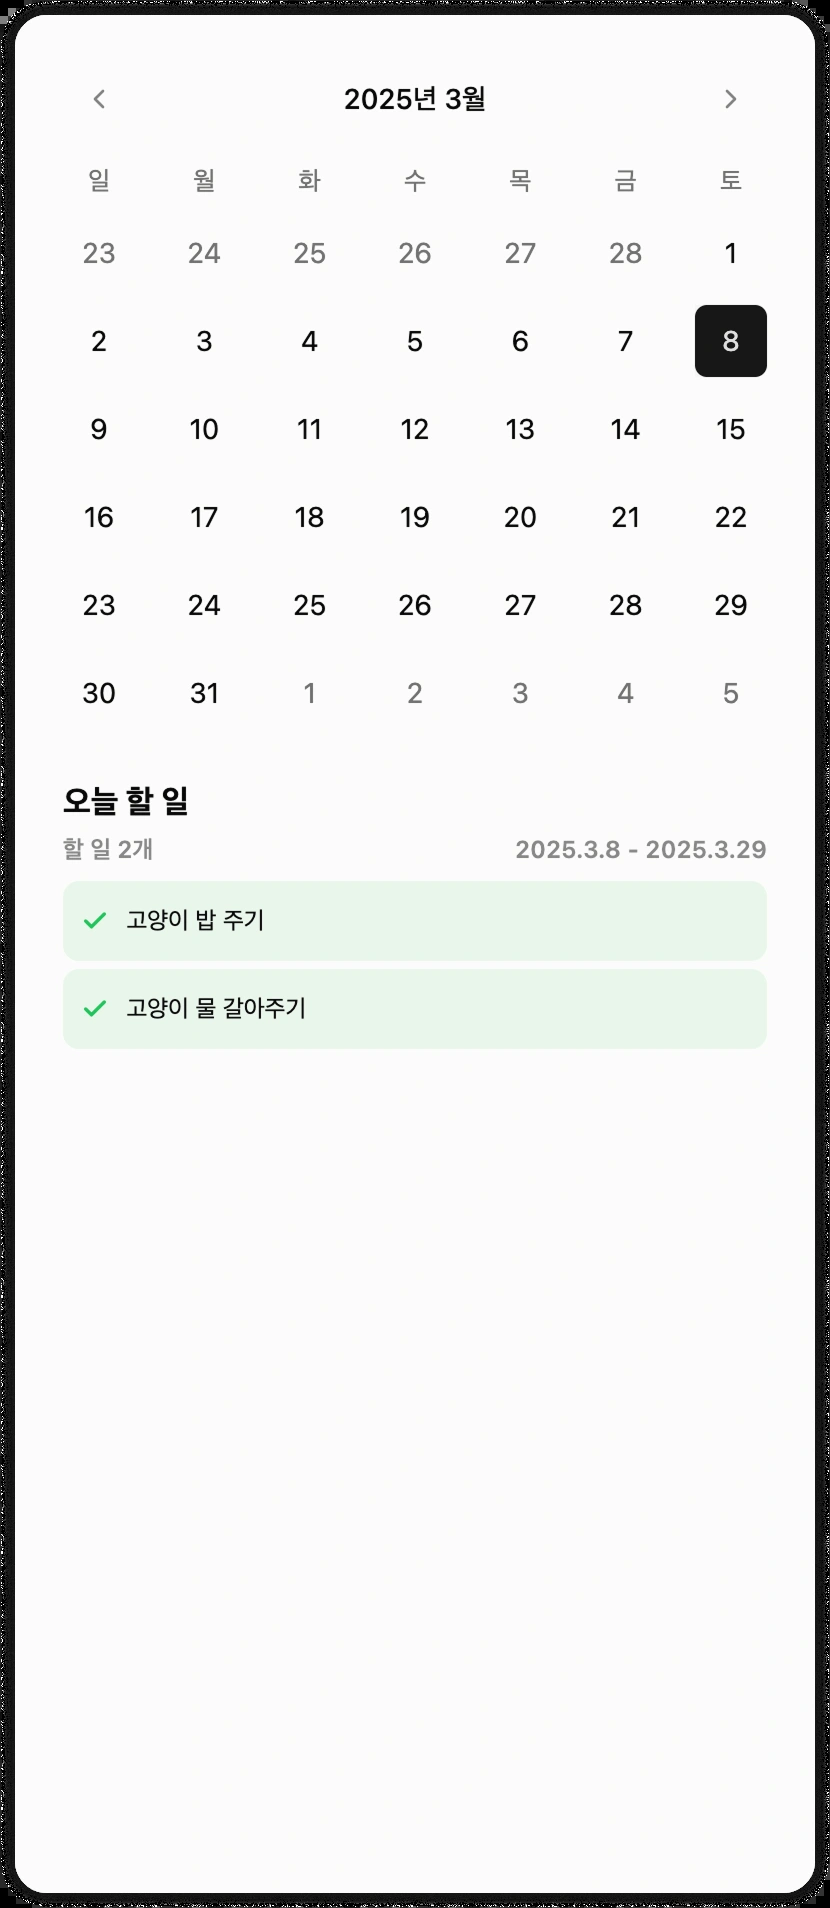 2025년 3월
일 월 화 수 목 금 토
23 24 25 26 27 28 1
2 3 4 5 6 7 8
9 10 11 12 13 14 15
16 17 18 19 20 21 22
23 24 25 26 27 28 29
30 31 1 2 3 4 5
오늘 할 일
할 일 2개 2025.3.8 - 2025.3.29
고양이 밥 주기
고양이 물 갈아주기